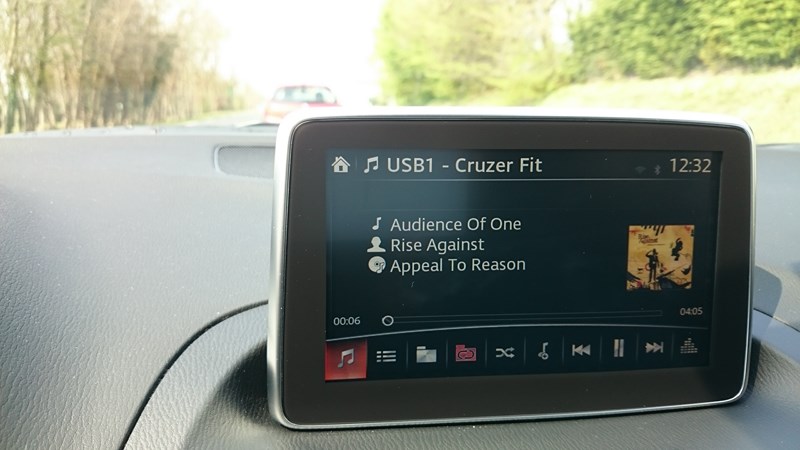 USB1 - Cruzer Fit
12:32
Audience Of One
Rise Against
Appeal To Reason
00:06
04:05